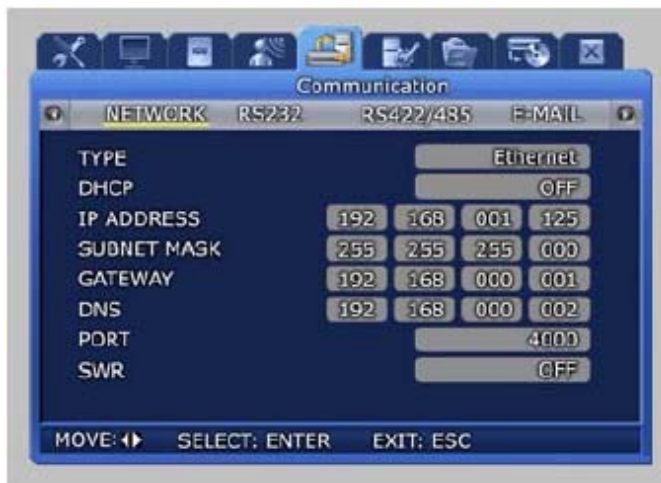 Communication
NETWORK RS232 RS422/485 E-MAIL
TYPE Ethernet
DHCP OFF
IP ADDRESS 192 168 001 125
SUBNET MASK 255 255 255 000
GATEWAY 192 168 000 001
DNS 192 168 000 002
PORT 4000
SWR OFF
MOVE: SELECT: ENTER EXIT: ESC